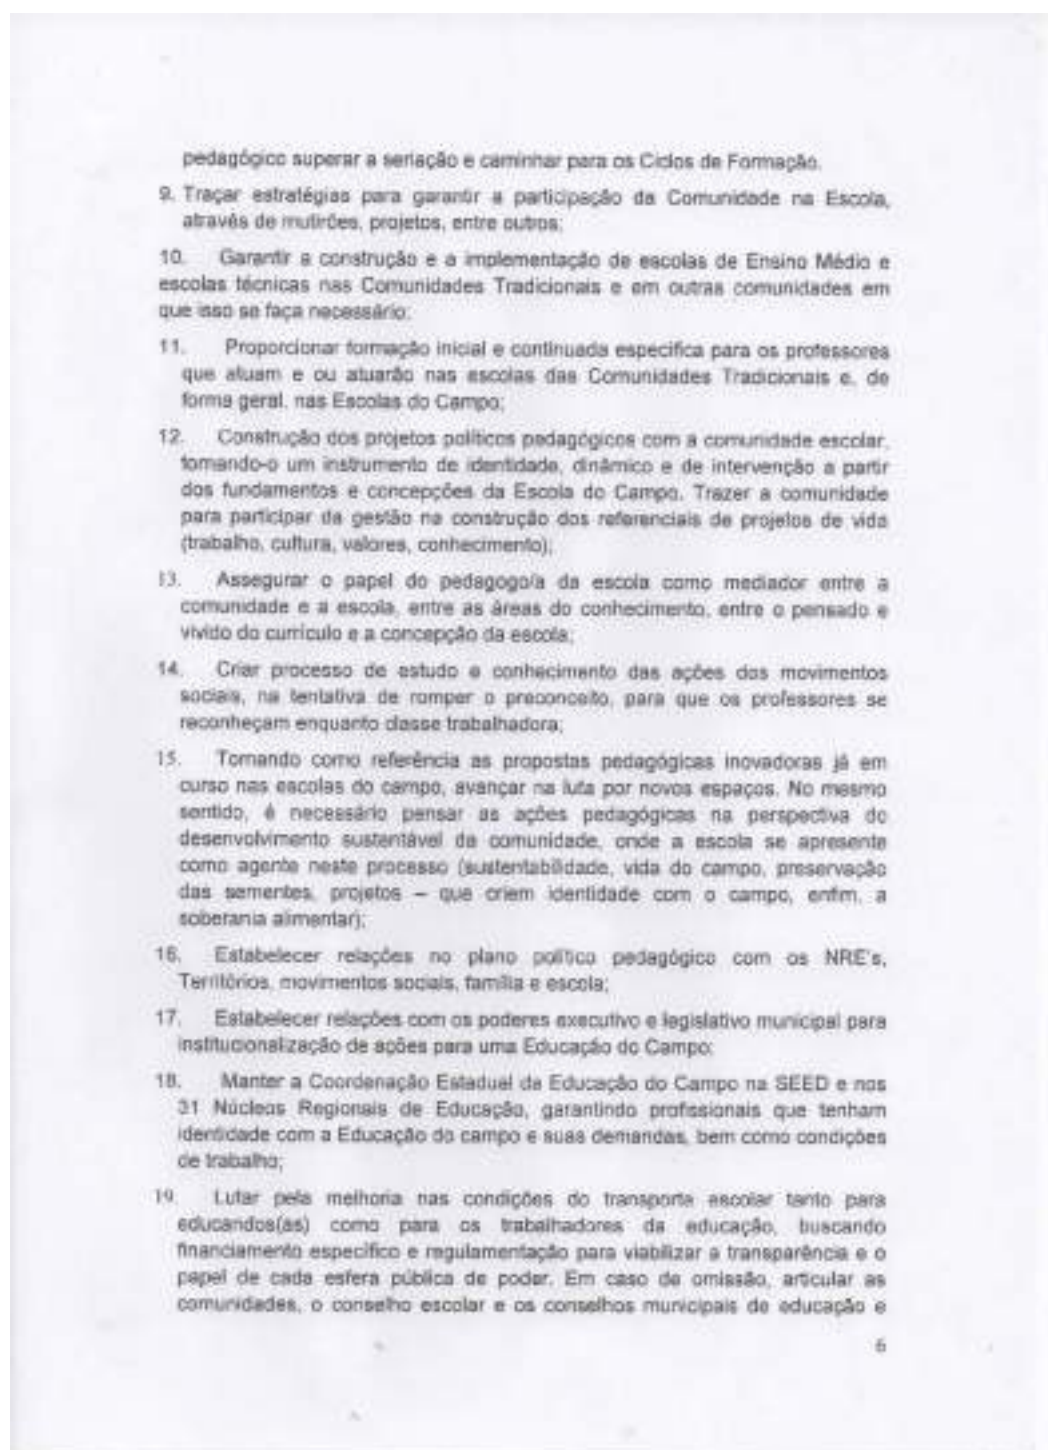 pedagógico superar a seriação e caminhar para os Ciclos de Formação.
9. Traçar estratégias para garantir a participação da Comunidade na Escola,
através de mutirões, projetos, entre outros;
10. Garantir a construção e a implementação de escolas de Ensino Médio e
escolas técnicas nas Comunidades Tradicionais e em outras comunidades em
que isso se faça necessário;
11. Proporcionar formação inicial e continuada especifica para os professores
que atuam e ou atuarão nas escolas das Comunidades Tradicionais e, de
forma geral, nas Escolas do Campo;
12. Construção dos projetos políticos pedagógicos com a comunidade escolar,
tornando-o um instrumento de identidade, dinâmico e de intervenção a partir
dos fundamentos e concepções da Escola do Campo. Trazer a comunidade
para participar da gestão na construção dos referenciais de projetos de vida
(trabalho, cultura, valores, conhecimento);
13. Assegurar o papel do pedagogo/a da escola como mediador entre a
comunidade e a escola, entre as áreas do conhecimento, entre o pensado e
vivido do currículo e a concepção da escola;
14. Criar processo de estudo e conhecimento das ações dos movimentos
sociais, na tentativa de romper o preconceito, para que os professores se
reconheçam enquanto classe trabalhadora;
15. Tomando como referência as propostas pedagógicas inovadoras já em
curso nas escolas do campo, avançar na luta por novos espaços. No mesmo
sentido, é necessário pensar as ações pedagógicas na perspectiva do
desenvolvimento sustentável da comunidade, onde a escola se apresente
como agente neste processo (sustentabilidade, vida do campo, preservação
das sementes, projetos – que criem identidade com o campo, enfim, a
soberania alimentar);
16. Estabelecer relações no plano político pedagógico com os NRE's,
Territórios, movimentos sociais, família e escola;
17. Estabelecer relações com os poderes executivo e legislativo municipal para
institucionalização de ações para uma Educação do Campo;
18. Manter a Coordenação Estadual da Educação do Campo na SEED e nos
31 Núcleos Regionais de Educação, garantindo profissionais que tenham
identidade com a Educação do campo e suas demandas, bem como condições
de trabalho;
19. Lutar pela melhoria nas condições do transporte escolar tanto para
educandos(as) como para os trabalhadores da educação, buscando
financiamento específico e regulamentação para viabilizar a transparência e o
papel de cada esfera pública de poder. Em caso de omissão, articular as
comunidades, o conselho escolar e os conselhos municipais de educação e
6